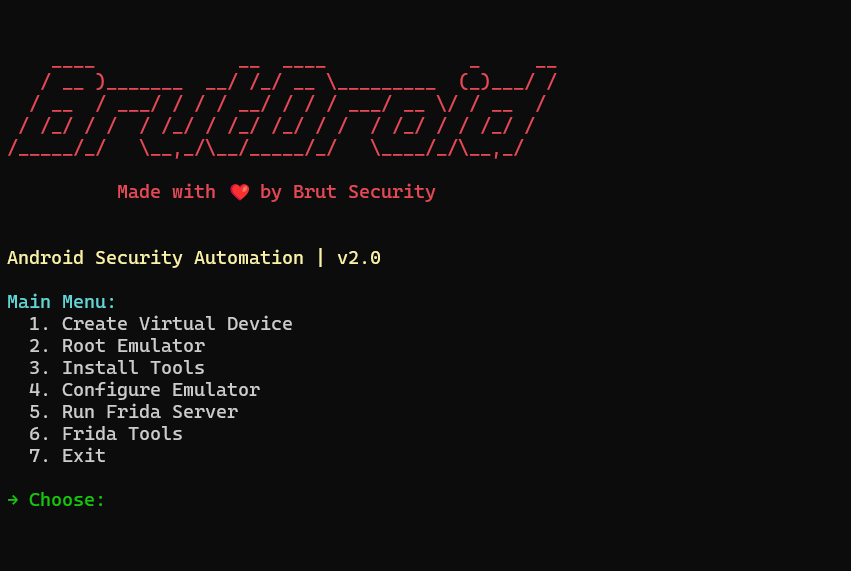 BrutDroid
Made with ❤️ by Brut Security
Android Security Automation | v2.0
Main Menu:
1. Create Virtual Device
2. Root Emulator
3. Install Tools
4. Configure Emulator
5. Run Frida Server
6. Frida Tools
7. Exit
→ Choose: